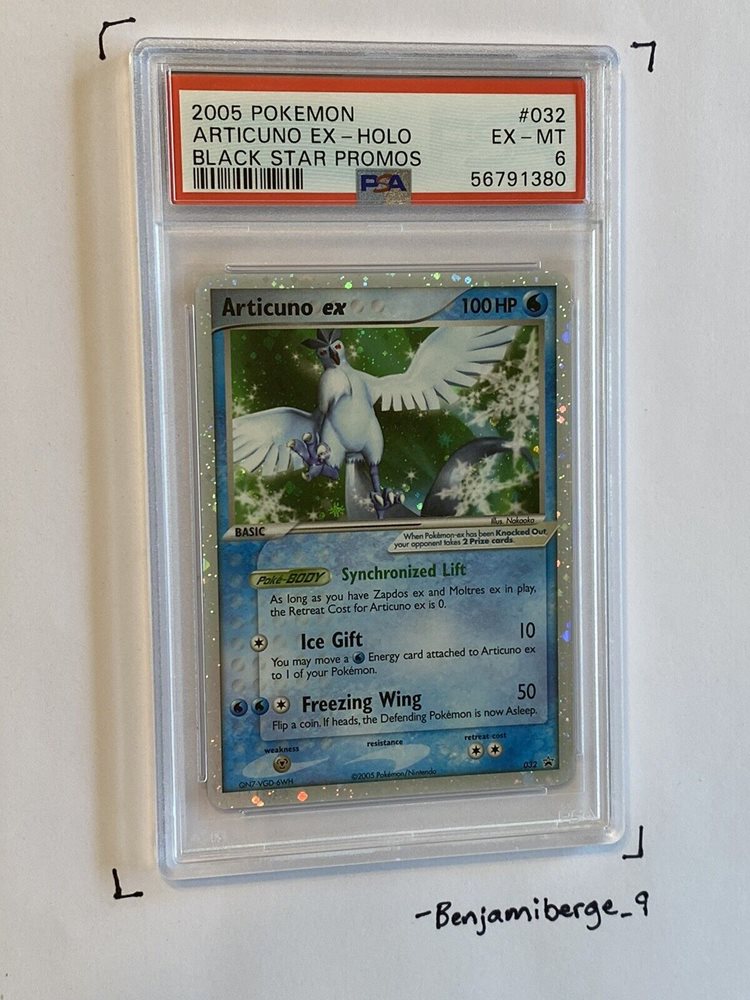 2005 POKEMON #032
ARTICUNO EX-HOLO EX-MT
BLACK STAR PROMOS 6
PSA 56791380
Articuno ex 100 HP
Illus. Nakaoka
BASIC
When Pokémon-ex has been Knocked Out,
your opponent takes 2 Prize cards.
Poké-BODY Synchronized Lift
As long as you have Zapdos ex and Moltres ex in play,
the Retreat Cost for Articuno ex is 0.
Ice Gift 10
You may move a Energy card attached to Articuno ex
to 1 of your Pokémon.
Freezing Wing 50
Flip a coin. If heads, the Defending Pokémon is now Asleep.
weakness resistance retreat cost
032
QN7-VGD-6WH ©2005 Pokémon/Nintendo
-Benjamiberge_9